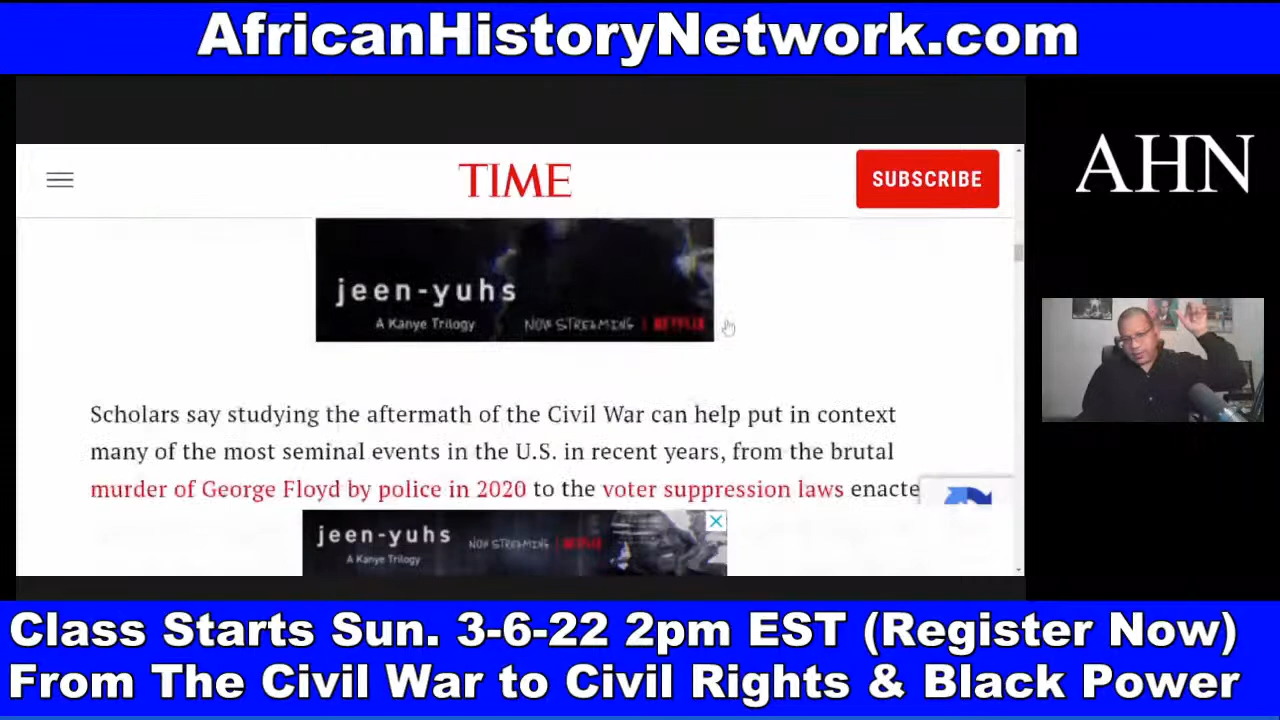 AfricanHistoryNetwork.com
TIME
SUBSCRIBE
AHN
jeen-yuhs
A Kanye Trilogy
NOW STREAMING | NETFLIX
Scholars say studying the aftermath of the Civil War can help put in context
many of the most seminal events in the U.S. in recent years, from the brutal
murder of George Floyd by police in 2020 to the voter suppression laws enacte
jeen-yuhs
A Kanye Trilogy
NOW STREAMING | NETFLIX
Class Starts Sun. 3-6-22 2pm EST (Register Now)
From The Civil War to Civil Rights & Black Power